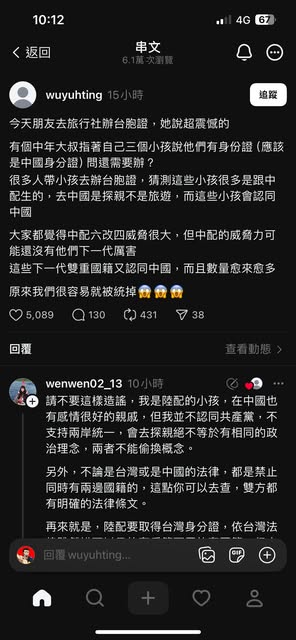 10:12
4G 67
返回
串文
6.1萬 次瀏覽
wuyuhting 15小時
追蹤
今天朋友去旅行社辦台胞證，她說超震憾的
有個中年大叔指著自己三個小孩說他們有身份證 (應該
是中國身分證) 問還需要辦？
很多人帶小孩去辦台胞證，猜測這些小孩很多是跟中
配生的，去中國是探親不是旅遊，而這些小孩會認同
中國
大家都覺得中配六改四威脅很大，但中配的威脅力可
能還沒有他們下一代厲害
這些下一代雙重國籍又認同中國，而且數量愈來愈多
原來我們很容易就被統掉😱😱😱
5,089 130 431 38
回覆
查看動態
wenwen02_13 10小時
請不要這樣造謠，我是陸配的小孩，在中國也
有感情很好的親戚，但我並不認同共產黨，不
支持兩岸統一，會去探親絕不等於有相同的政
治理念，兩者不能偷換概念。
另外，不論是台灣或是中國的法律，都是禁止
同時有兩邊國籍的，這點你可以去查，雙方都
有明確的法律條文。
再來就是，陸配要取得台灣身分證，依台灣法
回覆 wuyuhting...
GIF